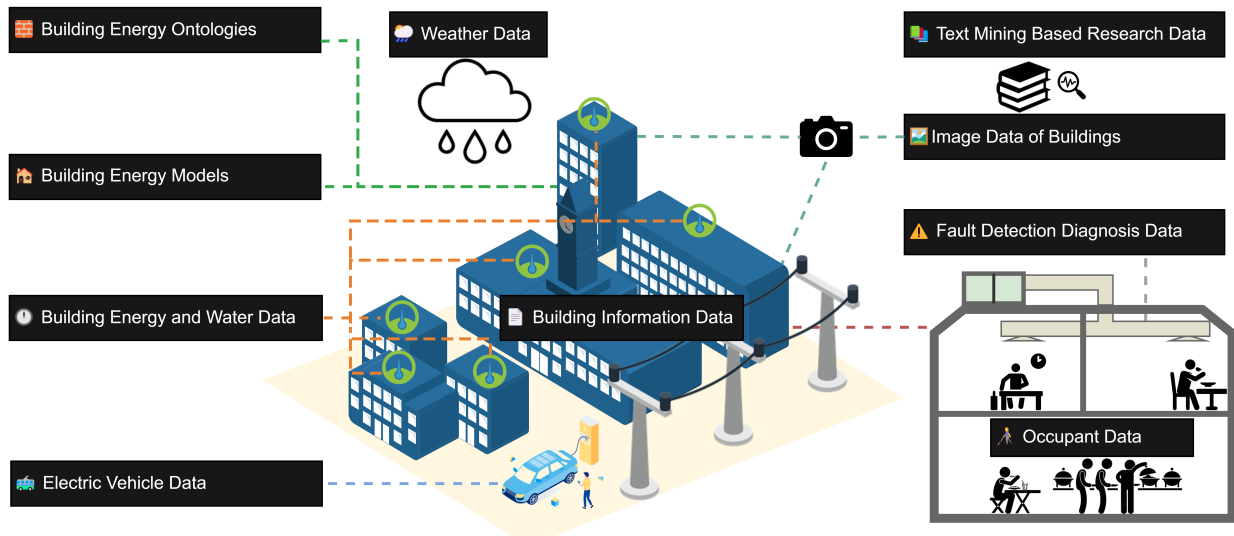 Building Energy Ontologies
Weather Data
Text Mining Based Research Data
Image Data of Buildings
Building Energy Models
Fault Detection Diagnosis Data
Building Energy and Water Data
Building Information Data
Occupant Data
Electric Vehicle Data